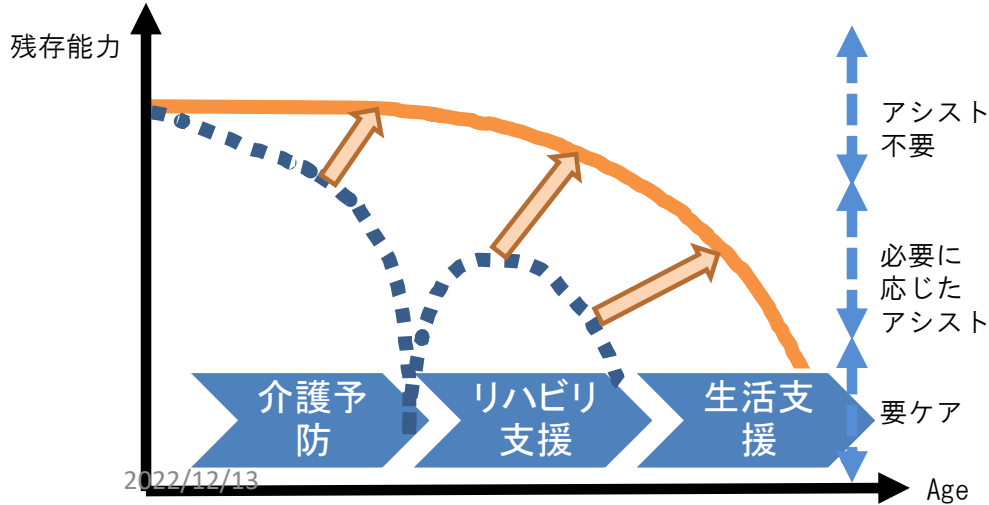 残存能力
アシスト
不要
必要に
応じた
アシスト
要ケア
介護予
防
リハビリ
支援
生活支
援
2022/12/13
Age